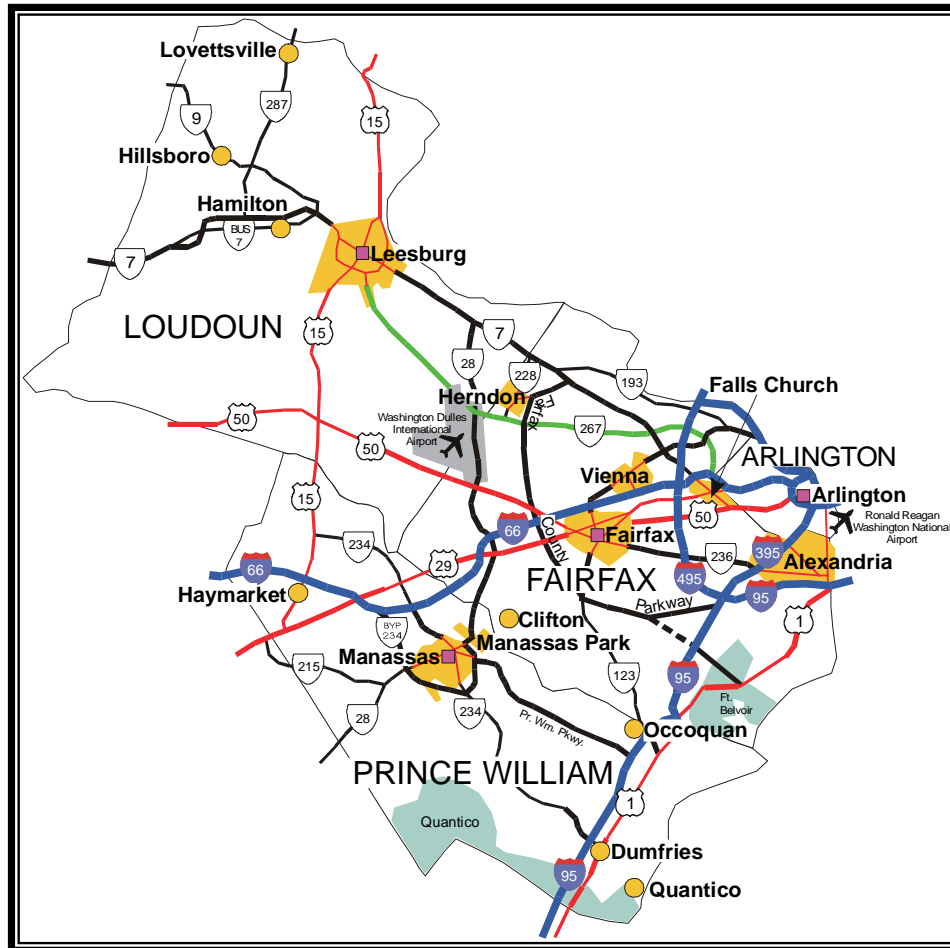 Lovettsville
287
9
15
Hillsboro
Hamilton
BUS
7
7
Leesburg
LOUDOUN
15
7
28
228
193
Falls Church
Herndon
Fairfax
50
Washington Dulles
International
Airport
267
50
ARLINGTON
Vienna
15
Arlington
50
Ronald Reagan
Washington National
Airport
66
County
Fairfax
234
236
395
29
Alexandria
66
FAIRFAX
495
95
Haymarket
Parkway
1
Clifton
BYP
234
Manassas Park
Manassas
215
123
95
Ft.
Belvoir
28
234
Pr. Wm. Pkwy.
Occoquan
PRINCE WILLIAM
1
Quantico
Dumfries
95
Quantico